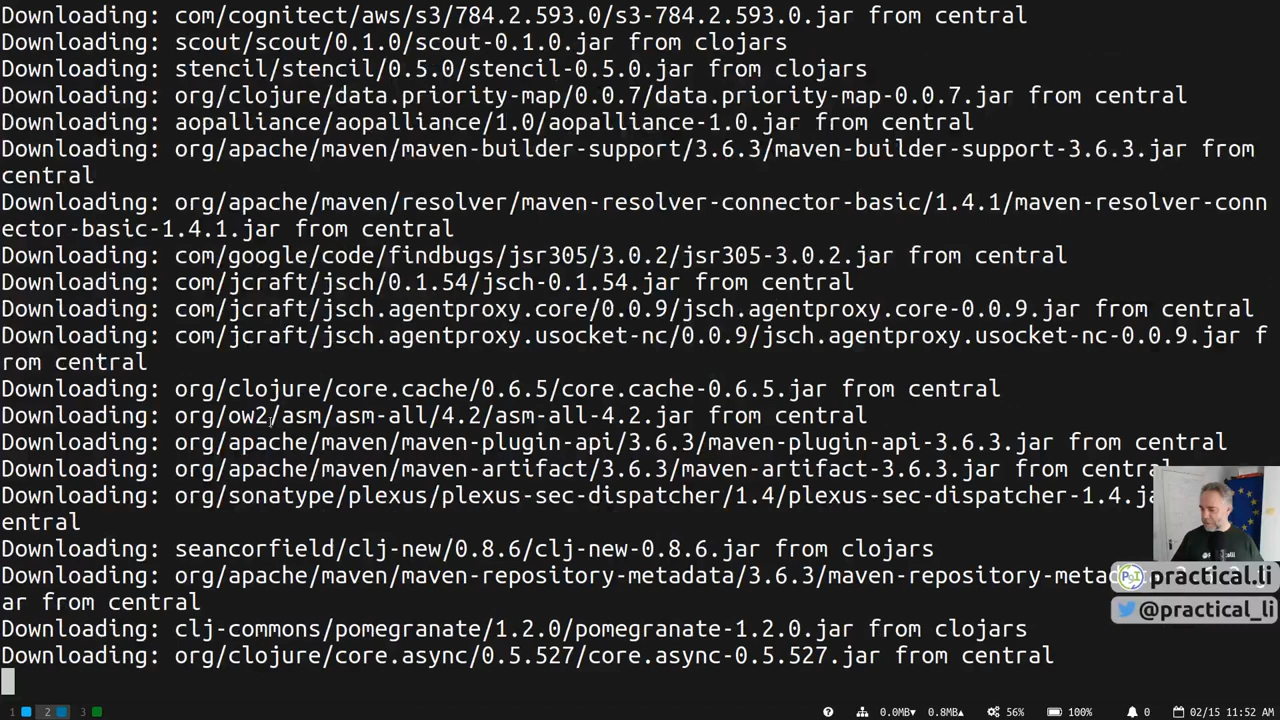 Downloading: com/cognitect/aws/s3/784.2.593.0/s3-784.2.593.0.jar from central
Downloading: scout/scout/0.1.0/scout-0.1.0.jar from clojars
Downloading: stencil/stencil/0.5.0/stencil-0.5.0.jar from clojars
Downloading: org/clojure/data.priority-map/0.0.7/data.priority-map-0.0.7.jar from central
Downloading: aopalliance/aopalliance/1.0/aopalliance-1.0.jar from central
Downloading: org/apache/maven/maven-builder-support/3.6.3/maven-builder-support-3.6.3.jar from
central
Downloading: org/apache/maven/resolver/maven-resolver-connector-basic/1.4.1/maven-resolver-conn
ector-basic-1.4.1.jar from central
Downloading: com/google/code/findbugs/jsr305/3.0.2/jsr305-3.0.2.jar from central
Downloading: com/jcraft/jsch/0.1.54/jsch-0.1.54.jar from central
Downloading: com/jcraft/jsch.agentproxy.core/0.0.9/jsch.agentproxy.core-0.0.9.jar from central
Downloading: com/jcraft/jsch.agentproxy.usocket-nc/0.0.9/jsch.agentproxy.usocket-nc-0.0.9.jar f
rom central
Downloading: org/clojure/core.cache/0.6.5/core.cache-0.6.5.jar from central
Downloading: org/ow2/asm/asm-all/4.2/asm-all-4.2.jar from central
Downloading: org/apache/maven/maven-plugin-api/3.6.3/maven-plugin-api-3.6.3.jar from central
Downloading: org/apache/maven/maven-artifact/3.6.3/maven-artifact-3.6.3.jar from central
Downloading: org/sonatype/plexus/plexus-sec-dispatcher/1.4/plexus-sec-dispatcher-1.4.ja
entral
Downloading: seancorfield/clj-new/0.8.6/clj-new-0.8.6.jar from clojars
Downloading: org/apache/maven/maven-repository-metadata/3.6.3/maven-repository-meta
ar from central
Downloading: clj-commons/pomegranate/1.2.0/pomegranate-1.2.0.jar from clojars
Downloading: org/clojure/core.async/0.5.527/core.async-0.5.527.jar from central
practical.li
@practical_li
1 2 3 0.0MB 0.8MB 56% 100% 0 02/15 11:52 AM